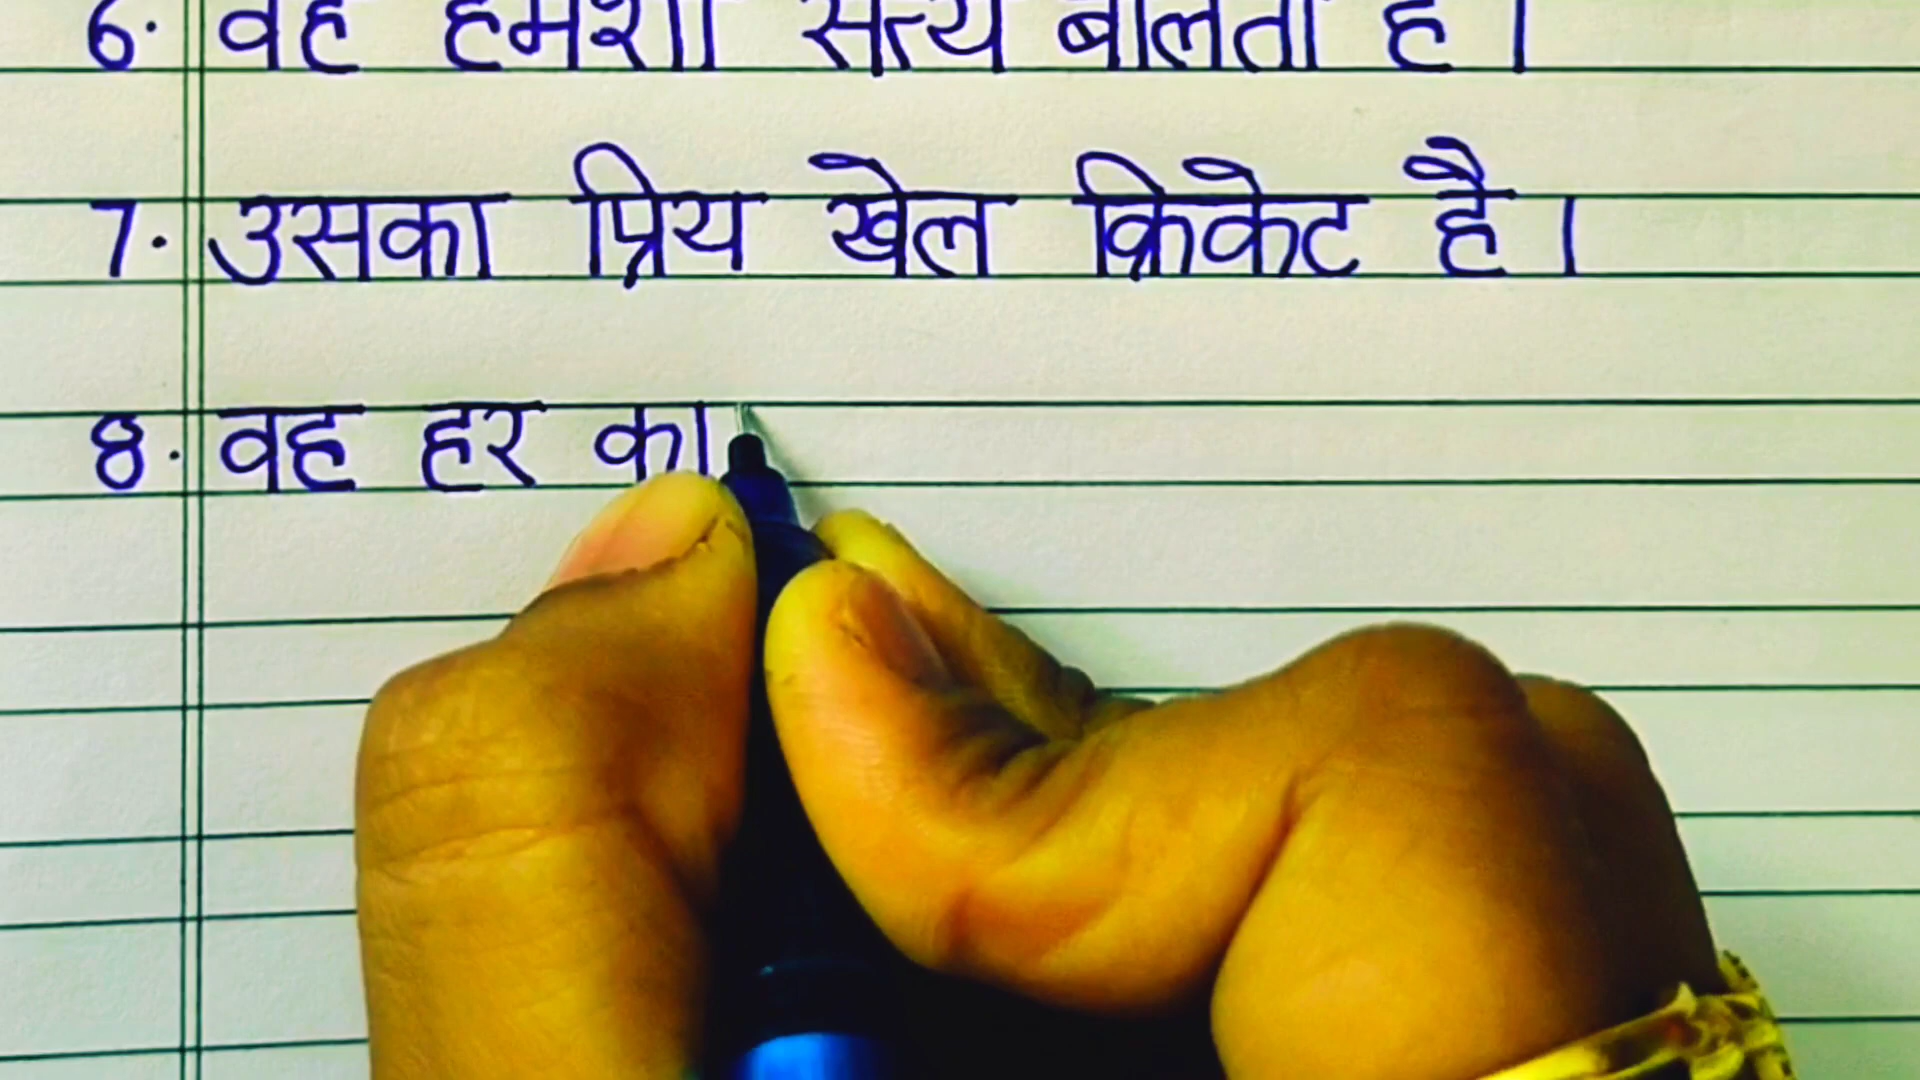 6. वह हमेशा सत्य बोलता है।
7. उसका प्रिय खेल क्रिकेट है।
8. वह हर का